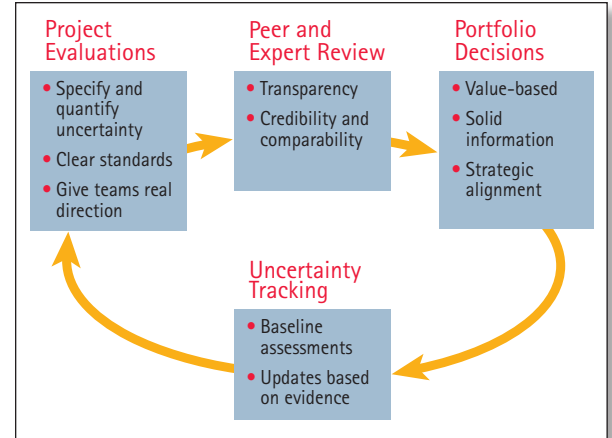 Project
Evaluations
• Specify and
quantify
uncertainty
• Clear standards
• Give teams real
direction
Peer and
Expert Review
• Transparency
• Credibility and
comparability
Portfolio
Decisions
• Value-based
• Solid
information
• Strategic
alignment
Uncertainty
Tracking
• Baseline
assessments
• Updates based
on evidence